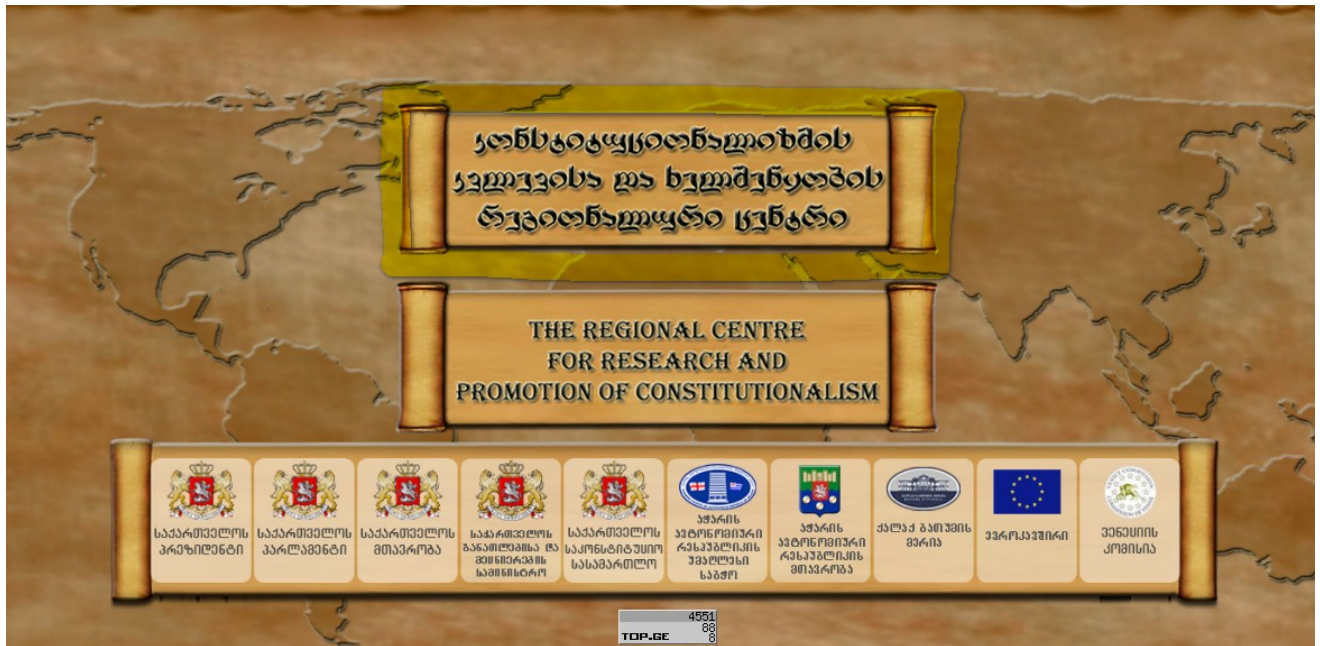 კონსტიტუციონალიზმის
კვლევისა და ხელშეწყობის
რეგიონალური ცენტრი
THE REGIONAL CENTRE
FOR RESEARCH AND
PROMOTION OF CONSTITUTIONALISM
საქართველოს
პრეზიდენტი
საქართველოს
პარლამენტი
საქართველოს
მთავრობა
საქართველოს
განათლებისა და
მეცნიერების
სამინისტრო
საქართველოს
საკონსტიტუციო
სასამართლო
აჭარის
ავტონომიური
რესპუბლიკის
უმაღლესი
საბჭო
აჭარის
ავტონომიური
რესპუბლიკის
მთავრობა
ქალაქ ბათუმის
მერია
ევროკავშირი
ვენეციის
კომისია
4551
88
TOP.GE 8